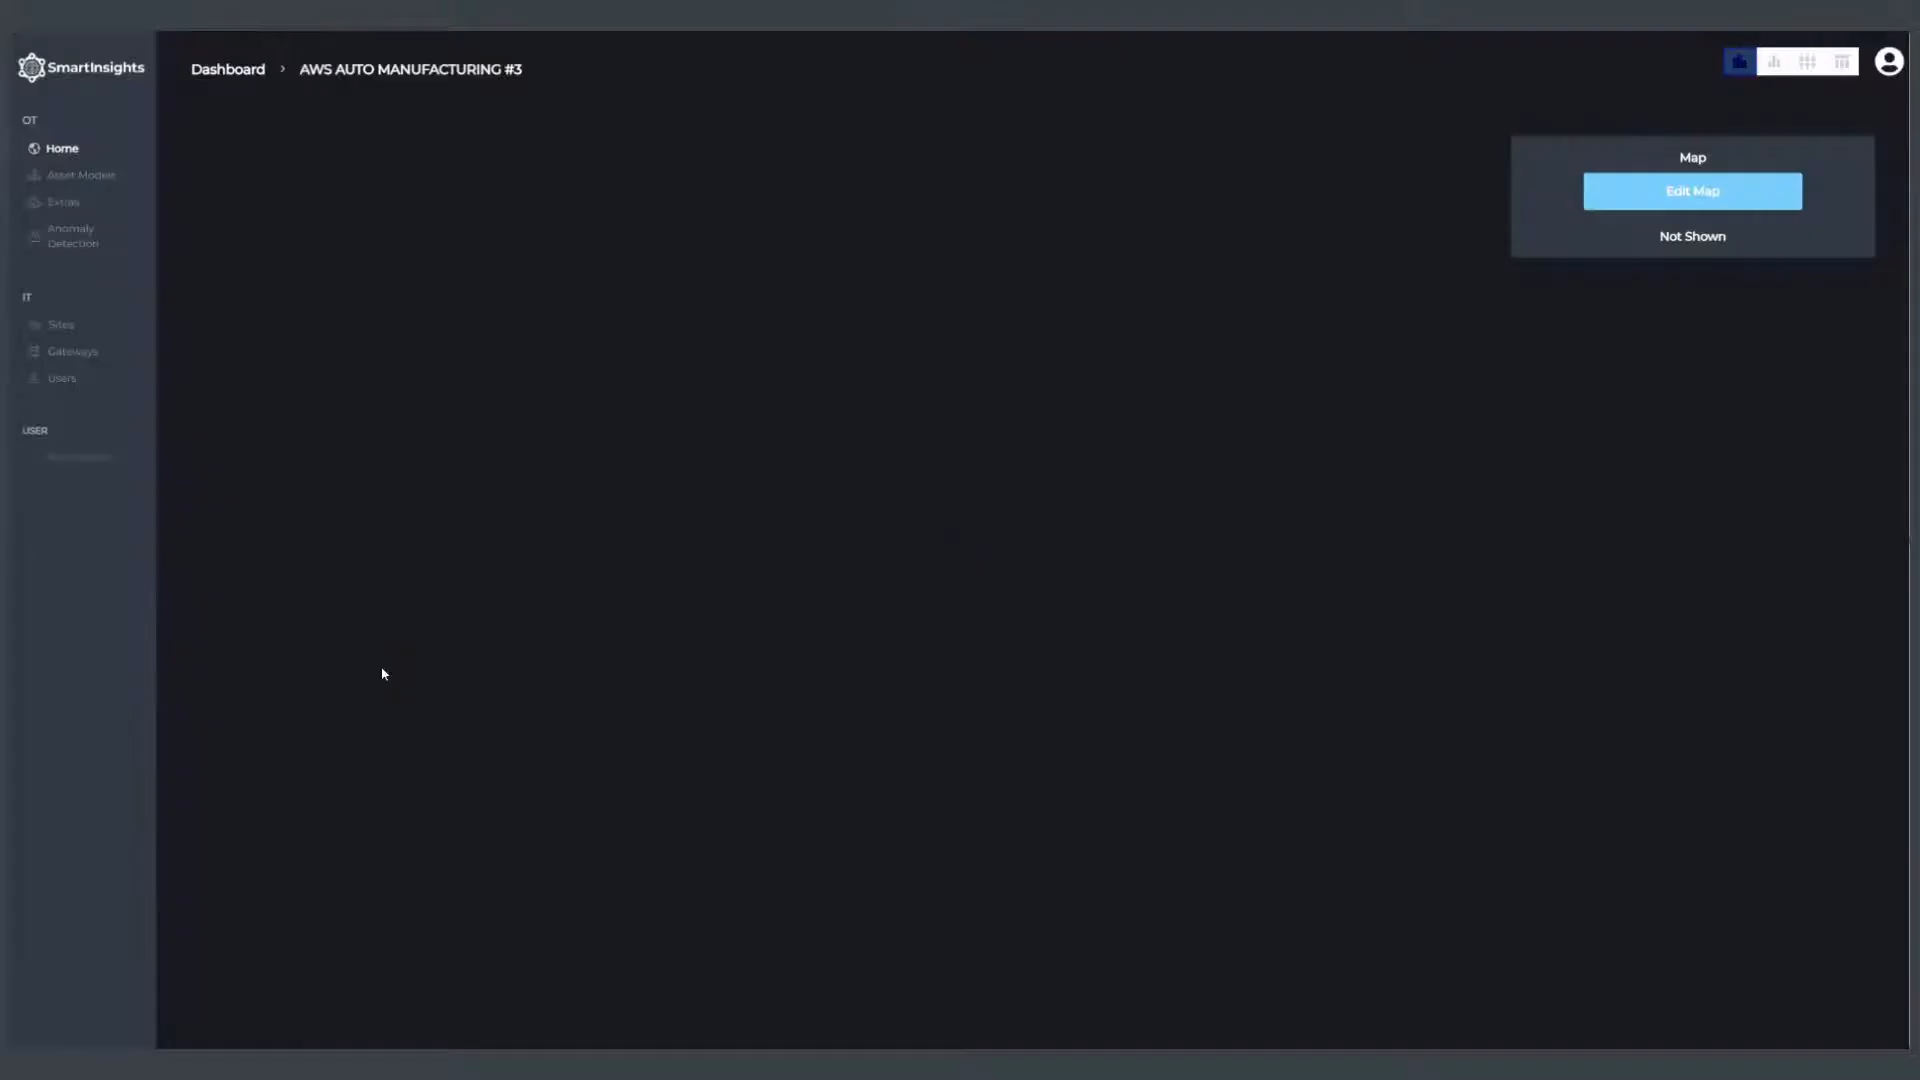 SmartInsights
Dashboard › AWS AUTO MANUFACTURING #3
OT
Home
Asset Models
Extras
Anomaly
Detection
IT
Sites
Gateways
Users
USER
Map
Edit Map
Not Shown